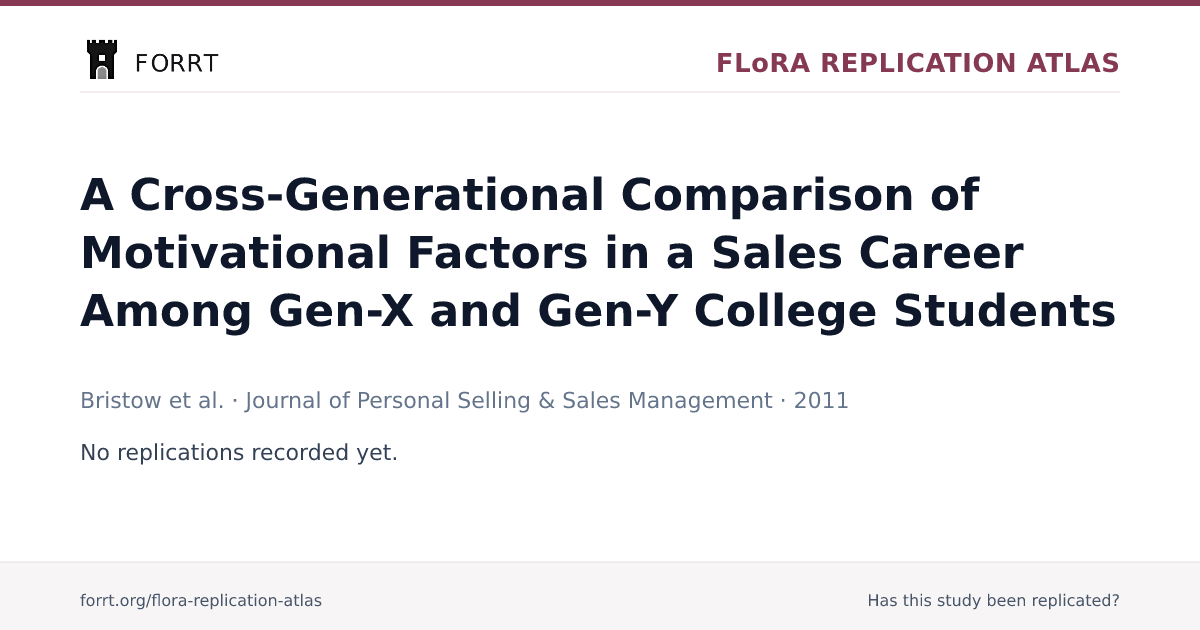 FORRT
FLoRA REPLICATION ATLAS
A Cross-Generational Comparison of
Motivational Factors in a Sales Career
Among Gen-X and Gen-Y College Students
Bristow et al. · Journal of Personal Selling & Sales Management · 2011
No replications recorded yet.
forrt.org/flora-replication-atlas
Has this study been replicated?